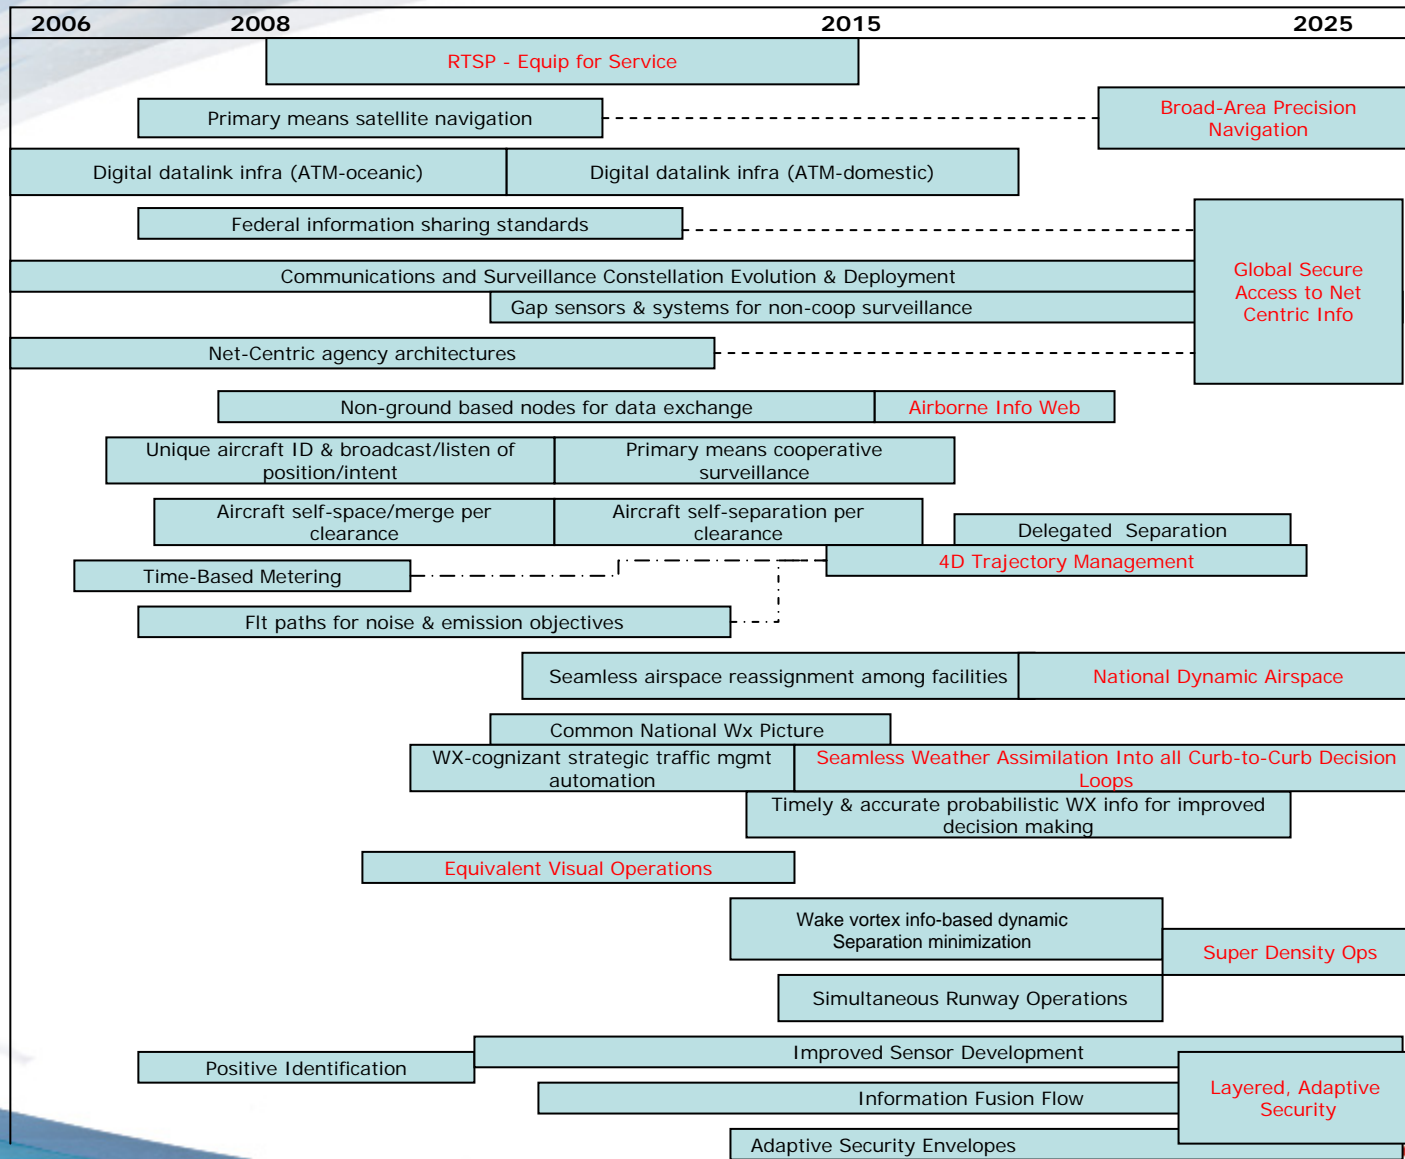 2006 2008 2015 2025
RTSP - Equip for Service
Primary means satellite navigation
Broad-Area Precision
Navigation
Digital datalink infra (ATM-oceanic)
Digital datalink infra (ATM-domestic)
Federal information sharing standards
Communications and Surveillance Constellation Evolution & Deployment
Gap sensors & systems for non-coop surveillance
Global Secure
Access to Net
Centric Info
Net-Centric agency architectures
Non-ground based nodes for data exchange
Airborne Info Web
Unique aircraft ID & broadcast/listen of
position/intent
Primary means cooperative
surveillance
Aircraft self-space/merge per
clearance
Aircraft self-separation per
clearance
Delegated Separation
4D Trajectory Management
Time-Based Metering
Flt paths for noise & emission objectives
Seamless airspace reassignment among facilities
National Dynamic Airspace
Common National Wx Picture
WX-cognizant strategic traffic mgmt
automation
Seamless Weather Assimilation Into all Curb-to-Curb Decision
Loops
Timely & accurate probabilistic WX info for improved
decision making
Equivalent Visual Operations
Wake vortex info-based dynamic
Separation minimization
Super Density Ops
Simultaneous Runway Operations
Improved Sensor Development
Positive Identification
Information Fusion Flow
Layered, Adaptive
Security
Adaptive Security Envelopes